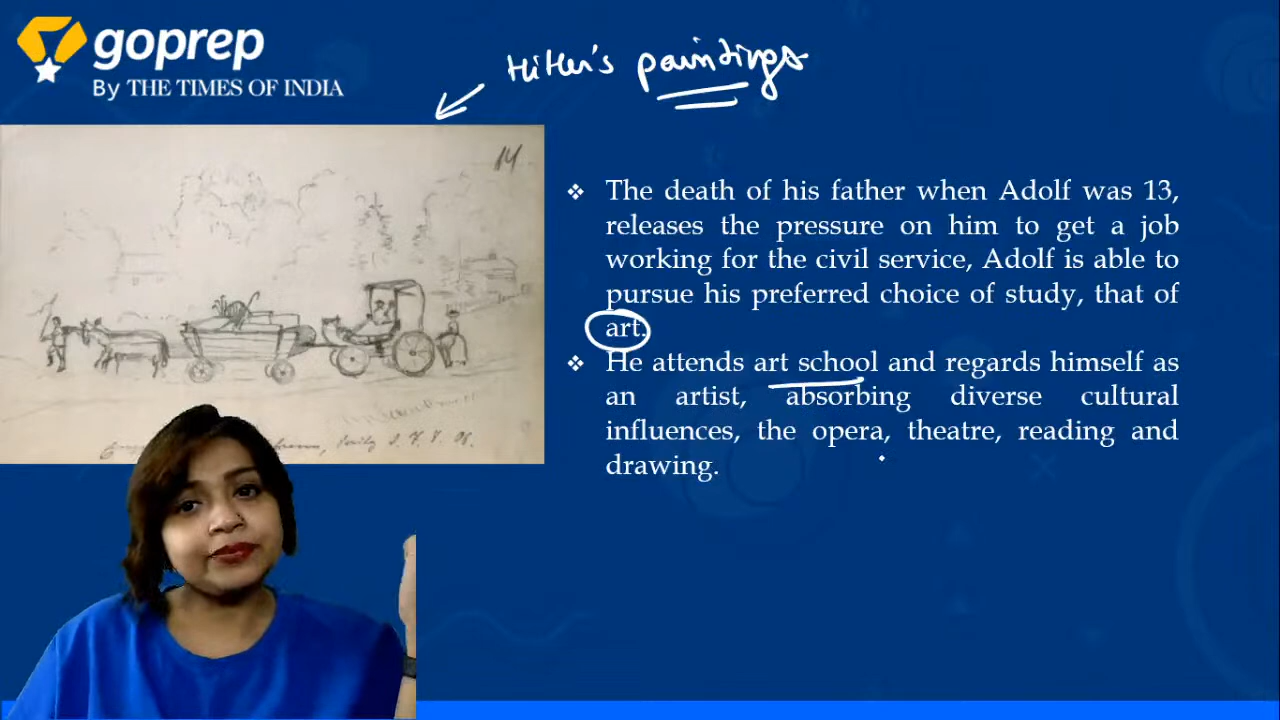 goprep
By THE TIMES OF INDIA
Hitler's paintings
14
The death of his father when Adolf was 13,
releases the pressure on him to get a job
working for the civil service, Adolf is able to
pursue his preferred choice of study, that of
art.
He attends art school and regards himself as
an artist, absorbing diverse cultural
influences, the opera, theatre, reading and
drawing.